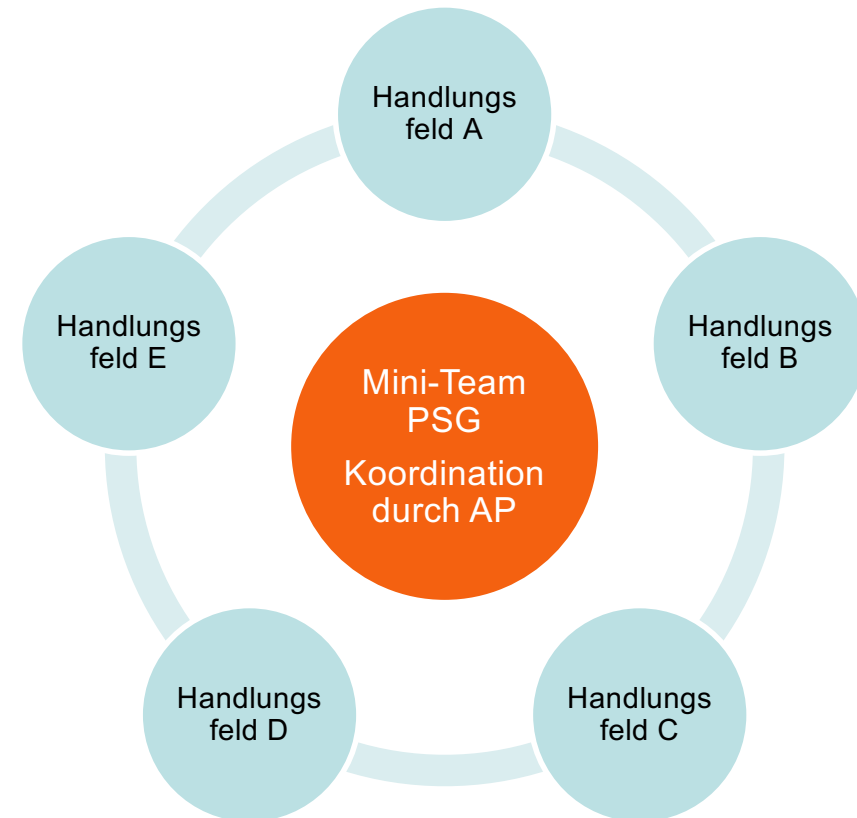 Handlungs
feld A
Handlungs
feld E
Handlungs
feld B
Mini-Team
PSG
Koordination
durch AP
Handlungs
feld D
Handlungs
feld C